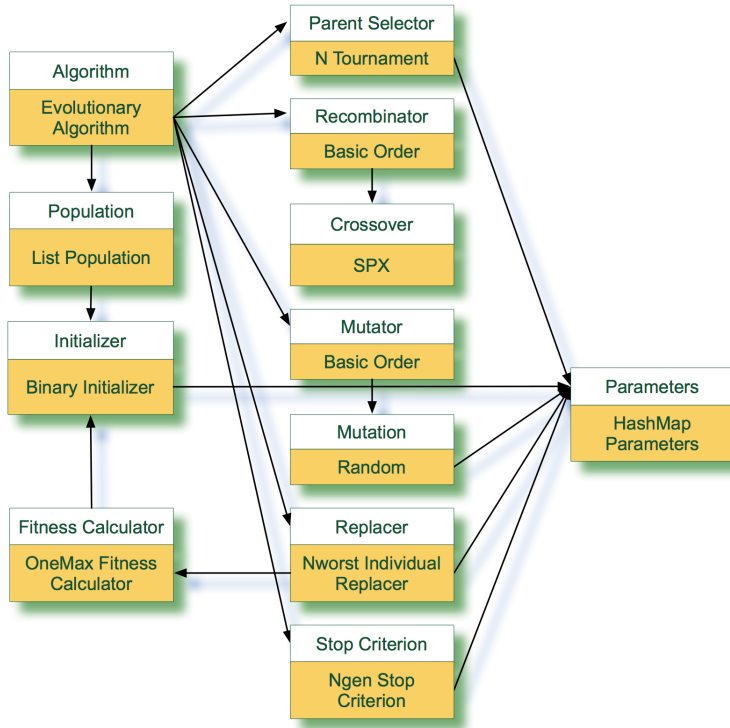 Algorithm
Evolutionary
Algorithm
Population
List Population
Initializer
Binary Initializer
Fitness Calculator
OneMax Fitness
Calculator
Parent Selector
N Tournament
Recombinator
Basic Order
Crossover
SPX
Mutator
Basic Order
Mutation
Random
Replacer
Nworst Individual
Replacer
Stop Criterion
Ngen Stop
Criterion
Parameters
HashMap
Parameters